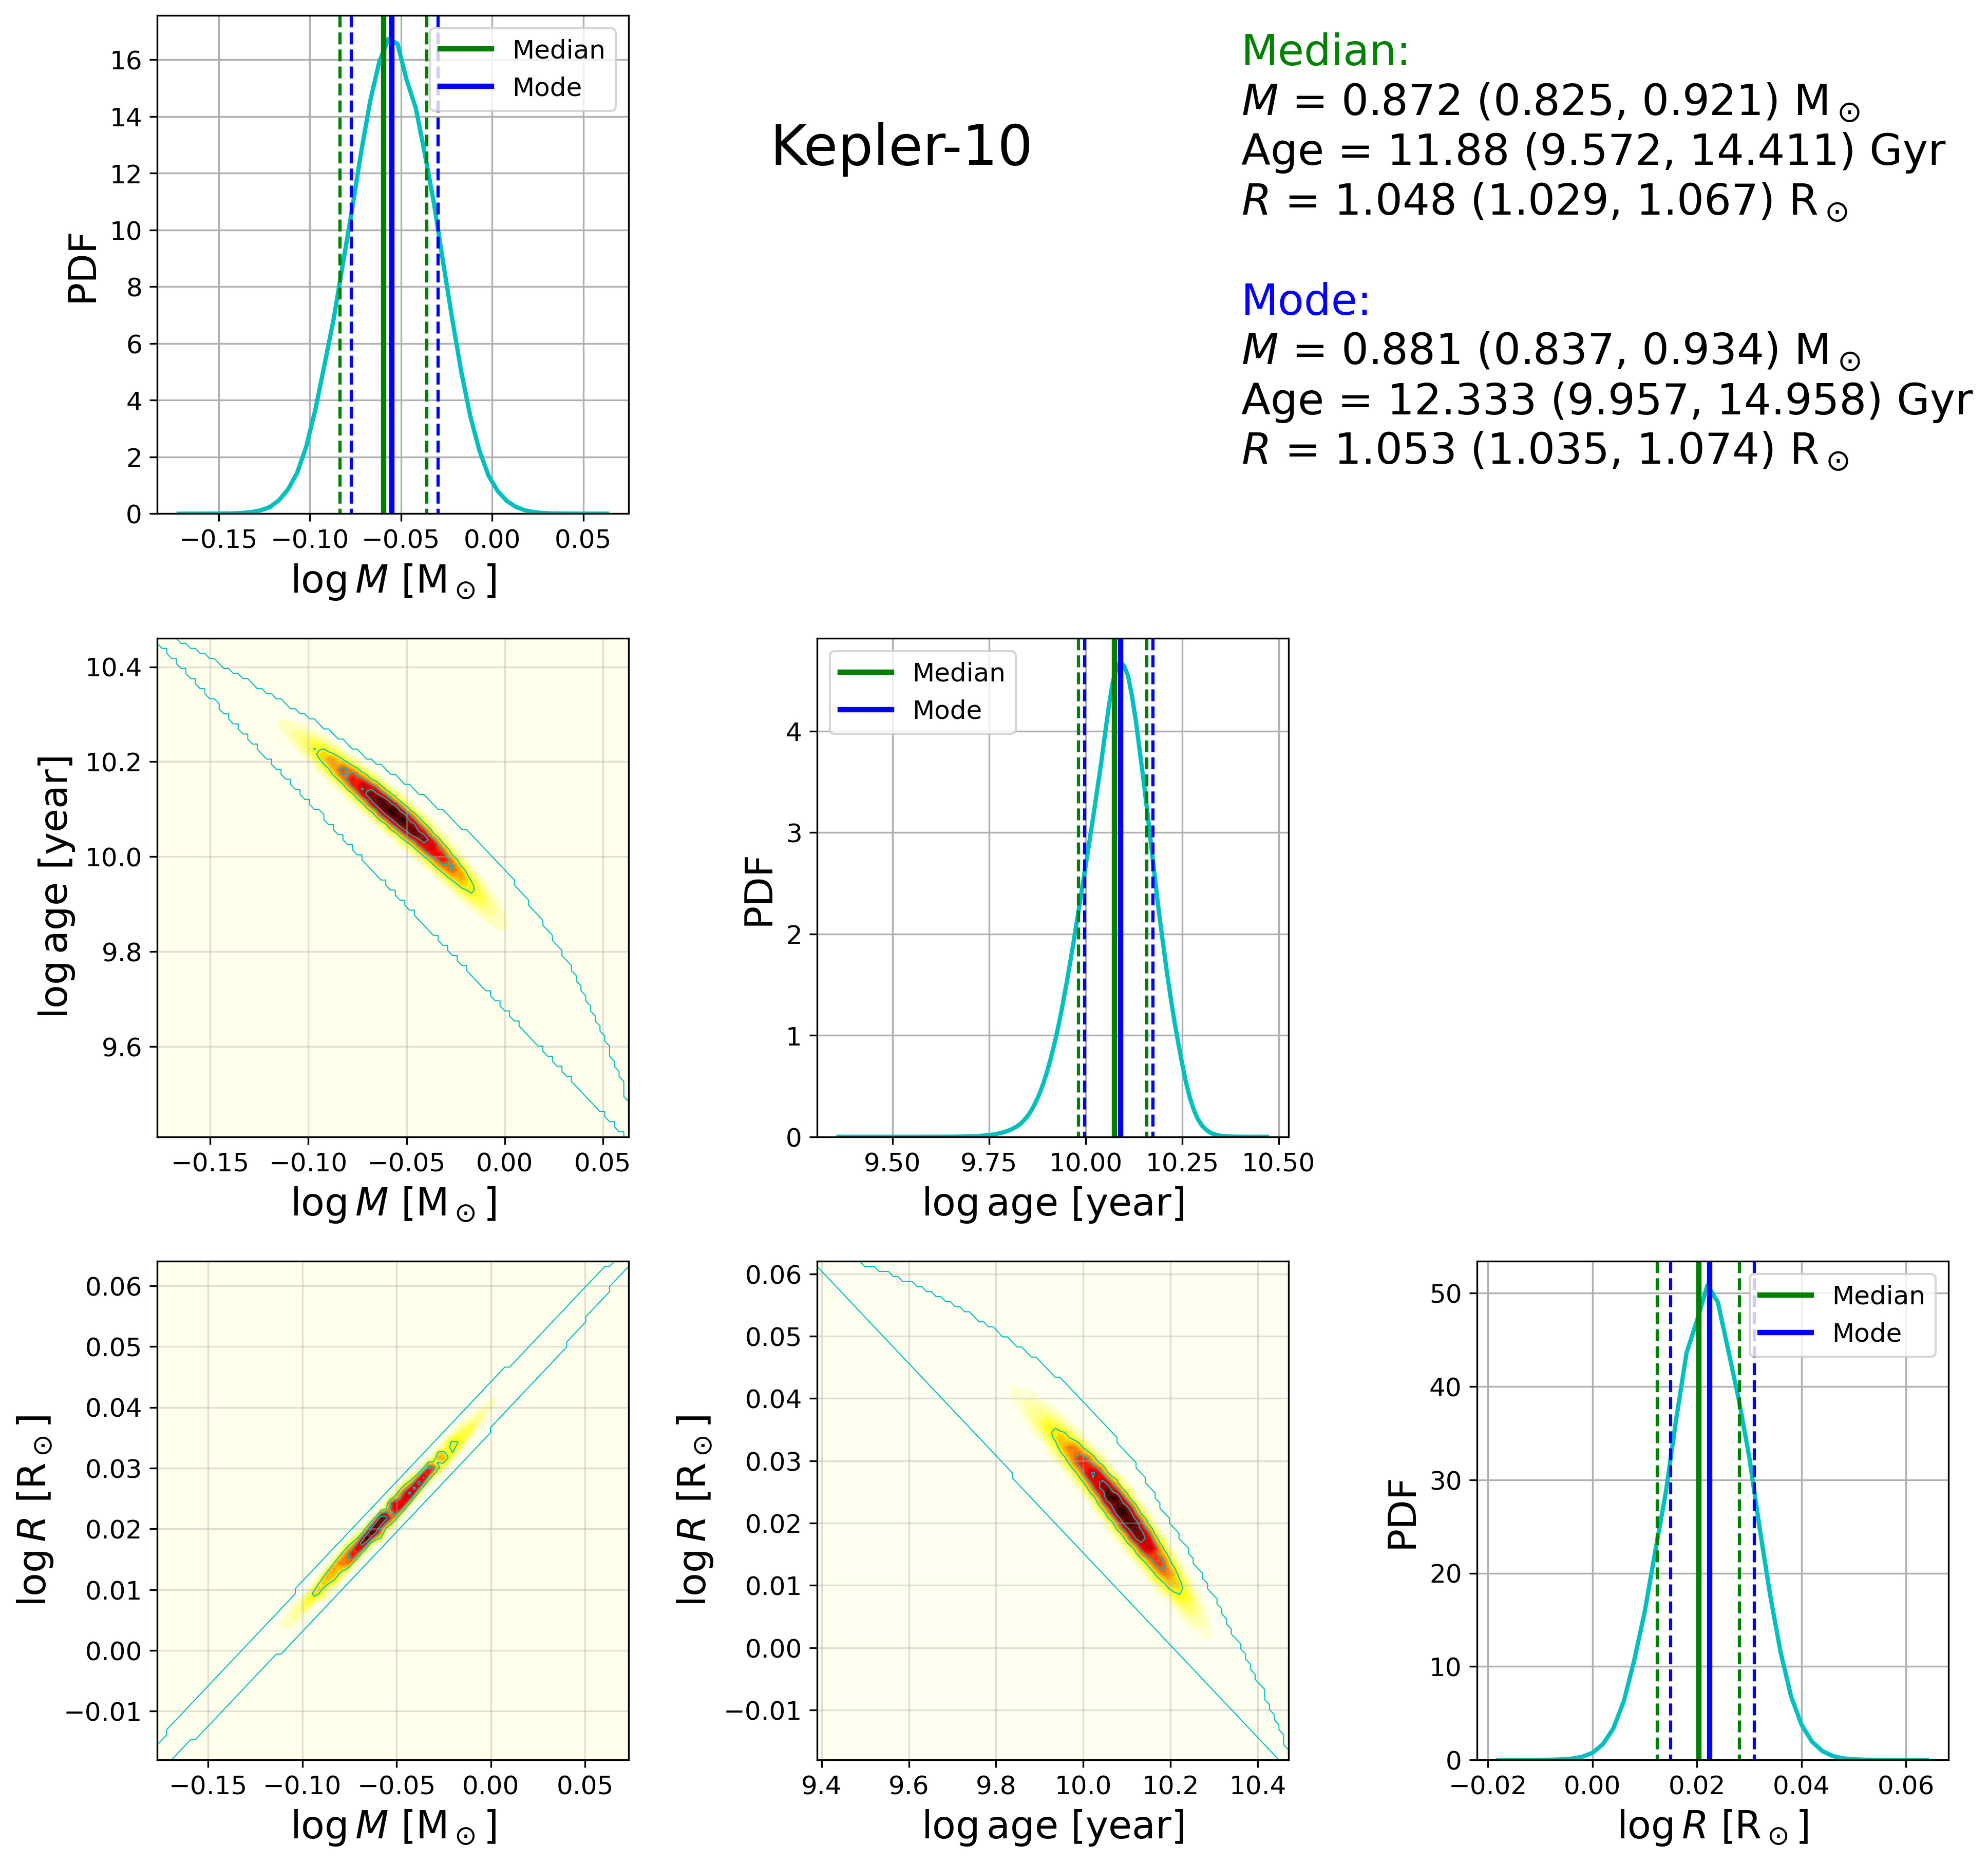 Kepler-10
Median:
M = 0.872 (0.825, 0.921) M⊙
Age = 11.88 (9.572, 14.411) Gyr
R = 1.048 (1.029, 1.067) R⊙
Mode:
M = 0.881 (0.837, 0.934) M⊙
Age = 12.333 (9.957, 14.958) Gyr
R = 1.053 (1.035, 1.074) R⊙
PDF
16
14
12
10
8
6
4
2
0
Median
Mode
−0.15 −0.10 −0.05 0.00 0.05
log M [M⊙]
log age [year]
10.4
10.2
10.0
9.8
9.6
−0.15 −0.10 −0.05 0.00 0.05
log M [M⊙]
PDF
4
3
2
1
0
Median
Mode
9.50 9.75 10.00 10.25 10.50
log age [year]
log R [R⊙]
0.06
0.05
0.04
0.03
0.02
0.01
0.00
−0.01
−0.15 −0.10 −0.05 0.00 0.05
log M [M⊙]
log R [R⊙]
0.06
0.05
0.04
0.03
0.02
0.01
0.00
−0.01
9.4 9.6 9.8 10.0 10.2 10.4
log age [year]
PDF
50
40
30
20
10
0
Median
Mode
−0.02 0.00 0.02 0.04 0.06
log R [R⊙]